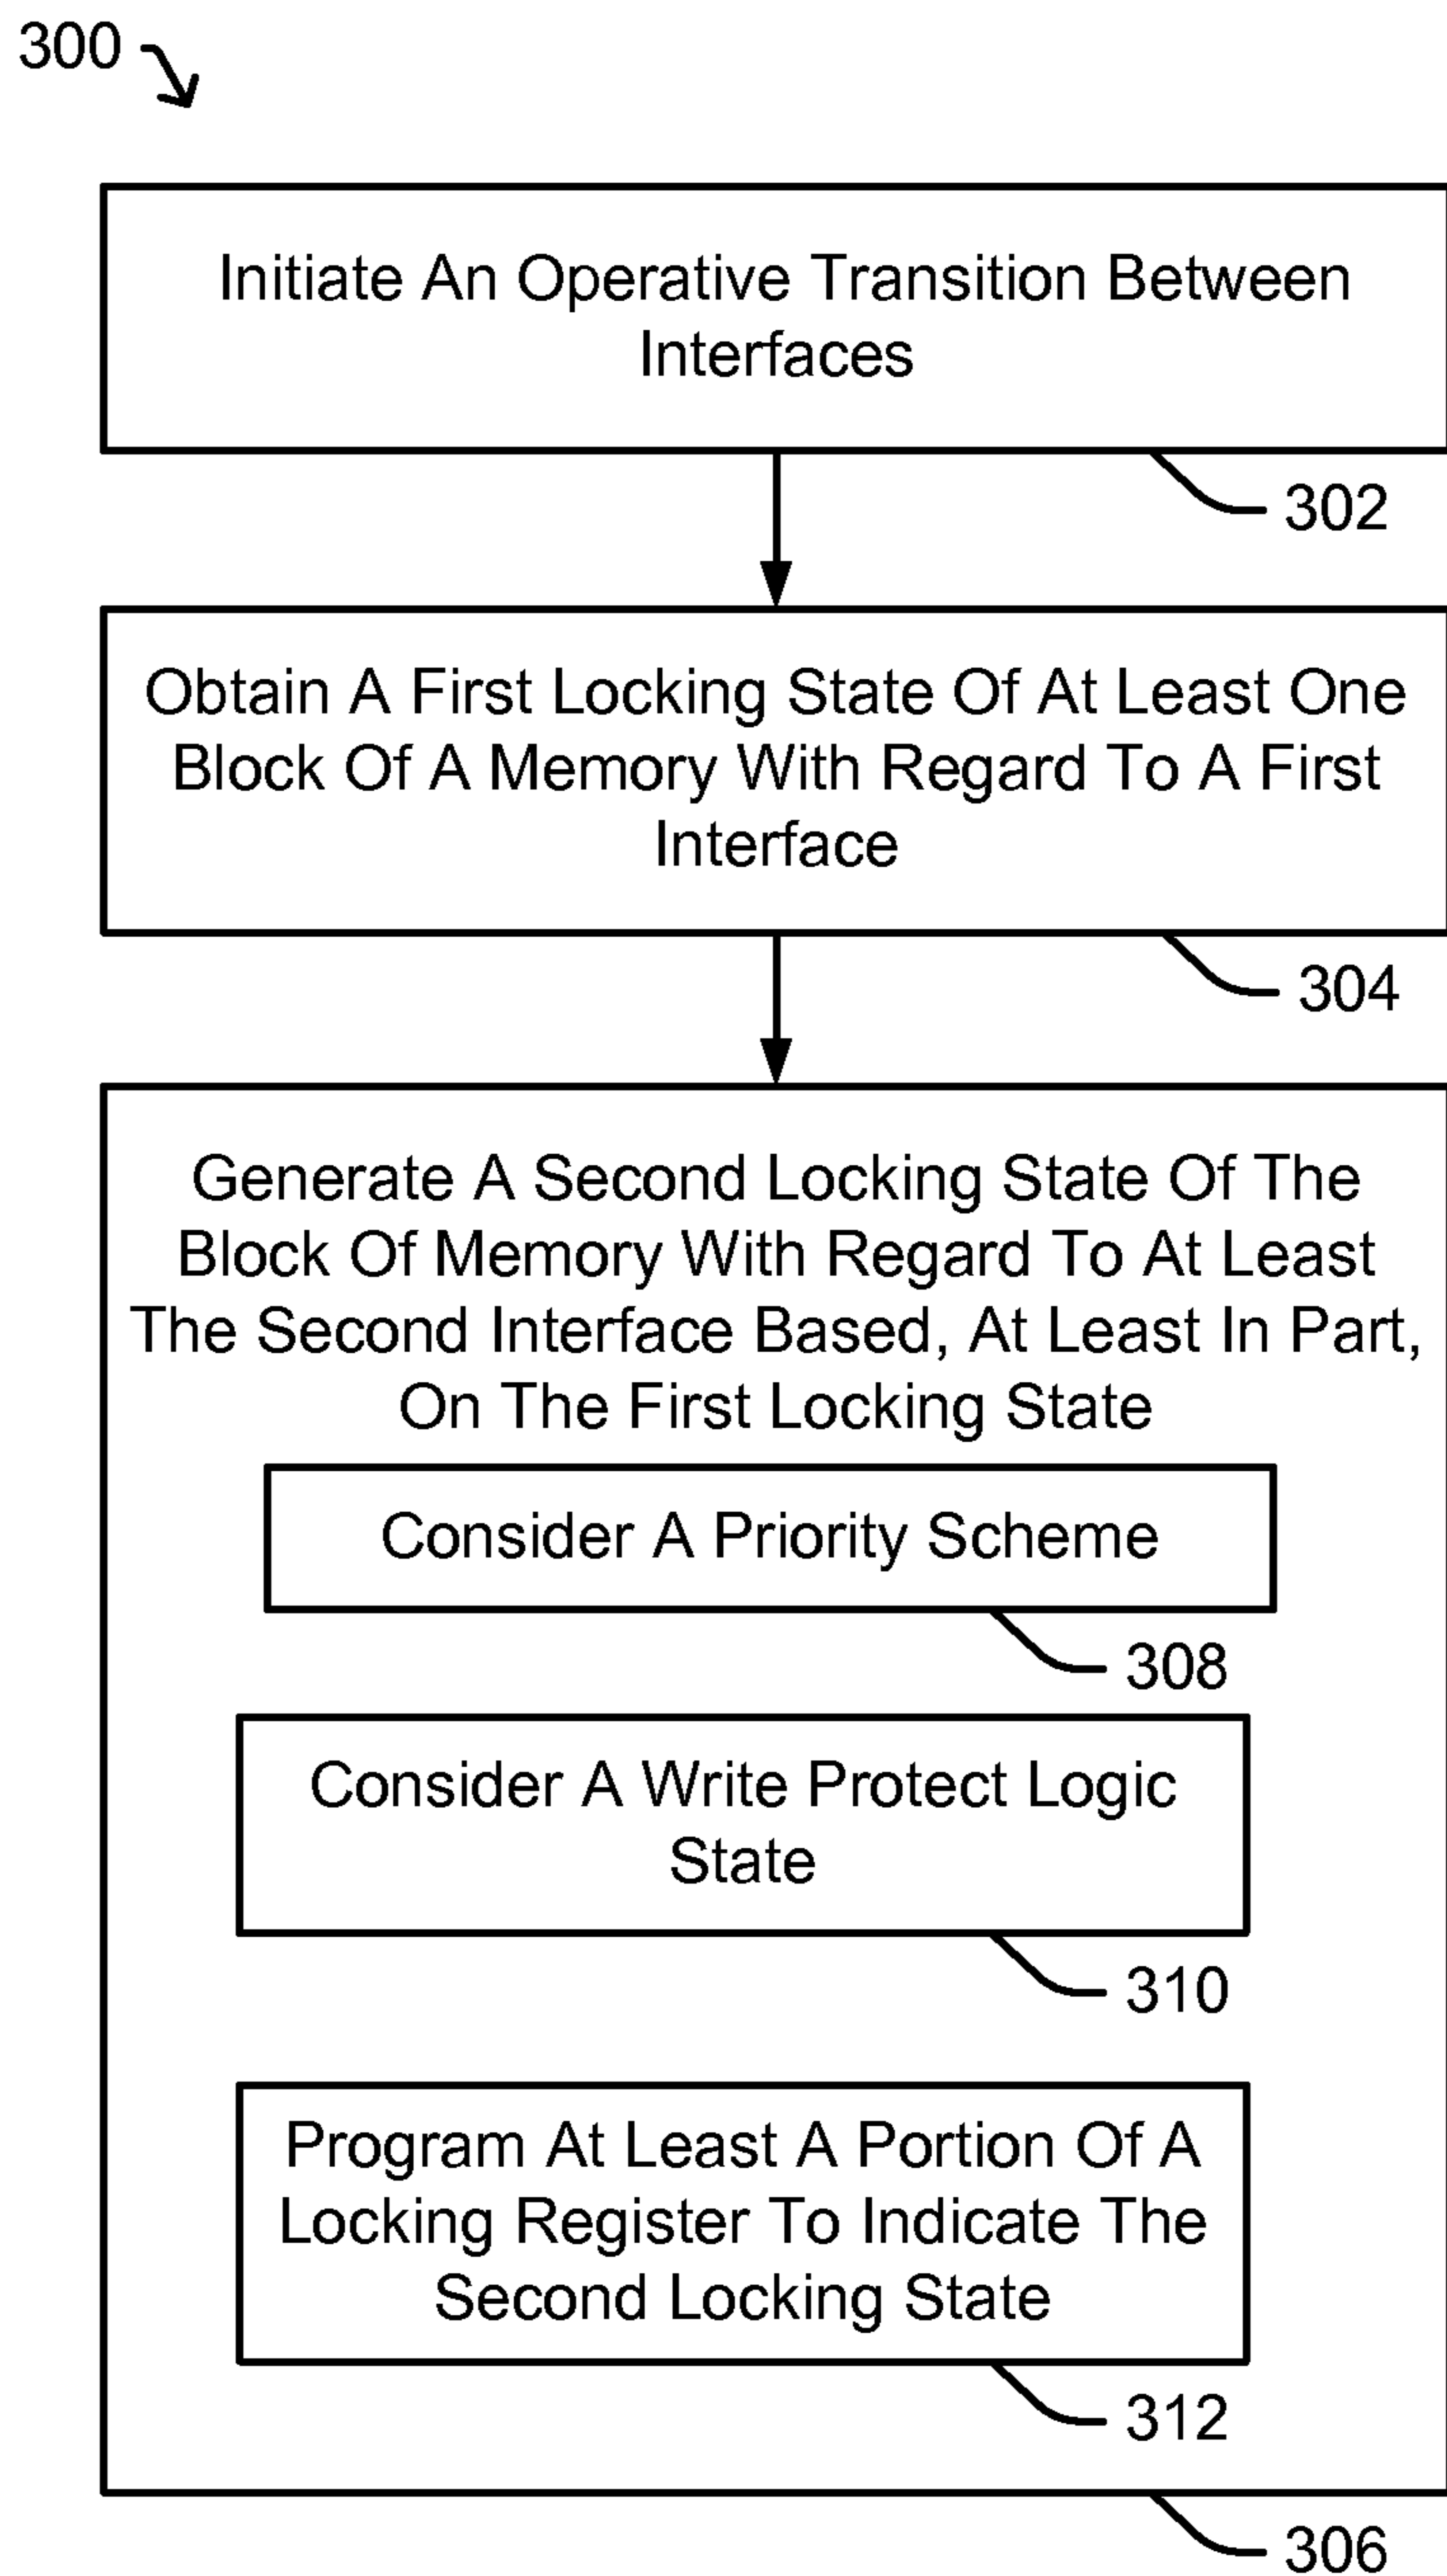 300
Initiate An Operative Transition Between
Interfaces
302
Obtain A First Locking State Of At Least One
Block Of A Memory With Regard To A First
Interface
304
Generate A Second Locking State Of The
Block Of Memory With Regard To At Least
The Second Interface Based, At Least In Part,
On The First Locking State
Consider A Priority Scheme
308
Consider A Write Protect Logic
State
310
Program At Least A Portion Of A
Locking Register To Indicate The
Second Locking State
312
306